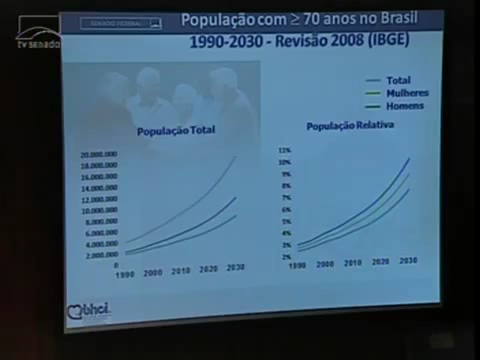 tv senado
SENADO FEDERAL
População com ≥ 70 anos no Brasil
1990-2030 - Revisão 2008 (IBGE)
Total
Mulheres
Homens
População Total
População Relativa
20.000.000
18.000.000
16.000.000
14.000.000
12.000.000
10.000.000
8.000.000
6.000.000
4.000.000
2.000.000
0
1990 2000 2010 2020 2030
11%
10%
9%
8%
7%
6%
5%
4%
3%
2%
1990 2000 2010 2020 2030